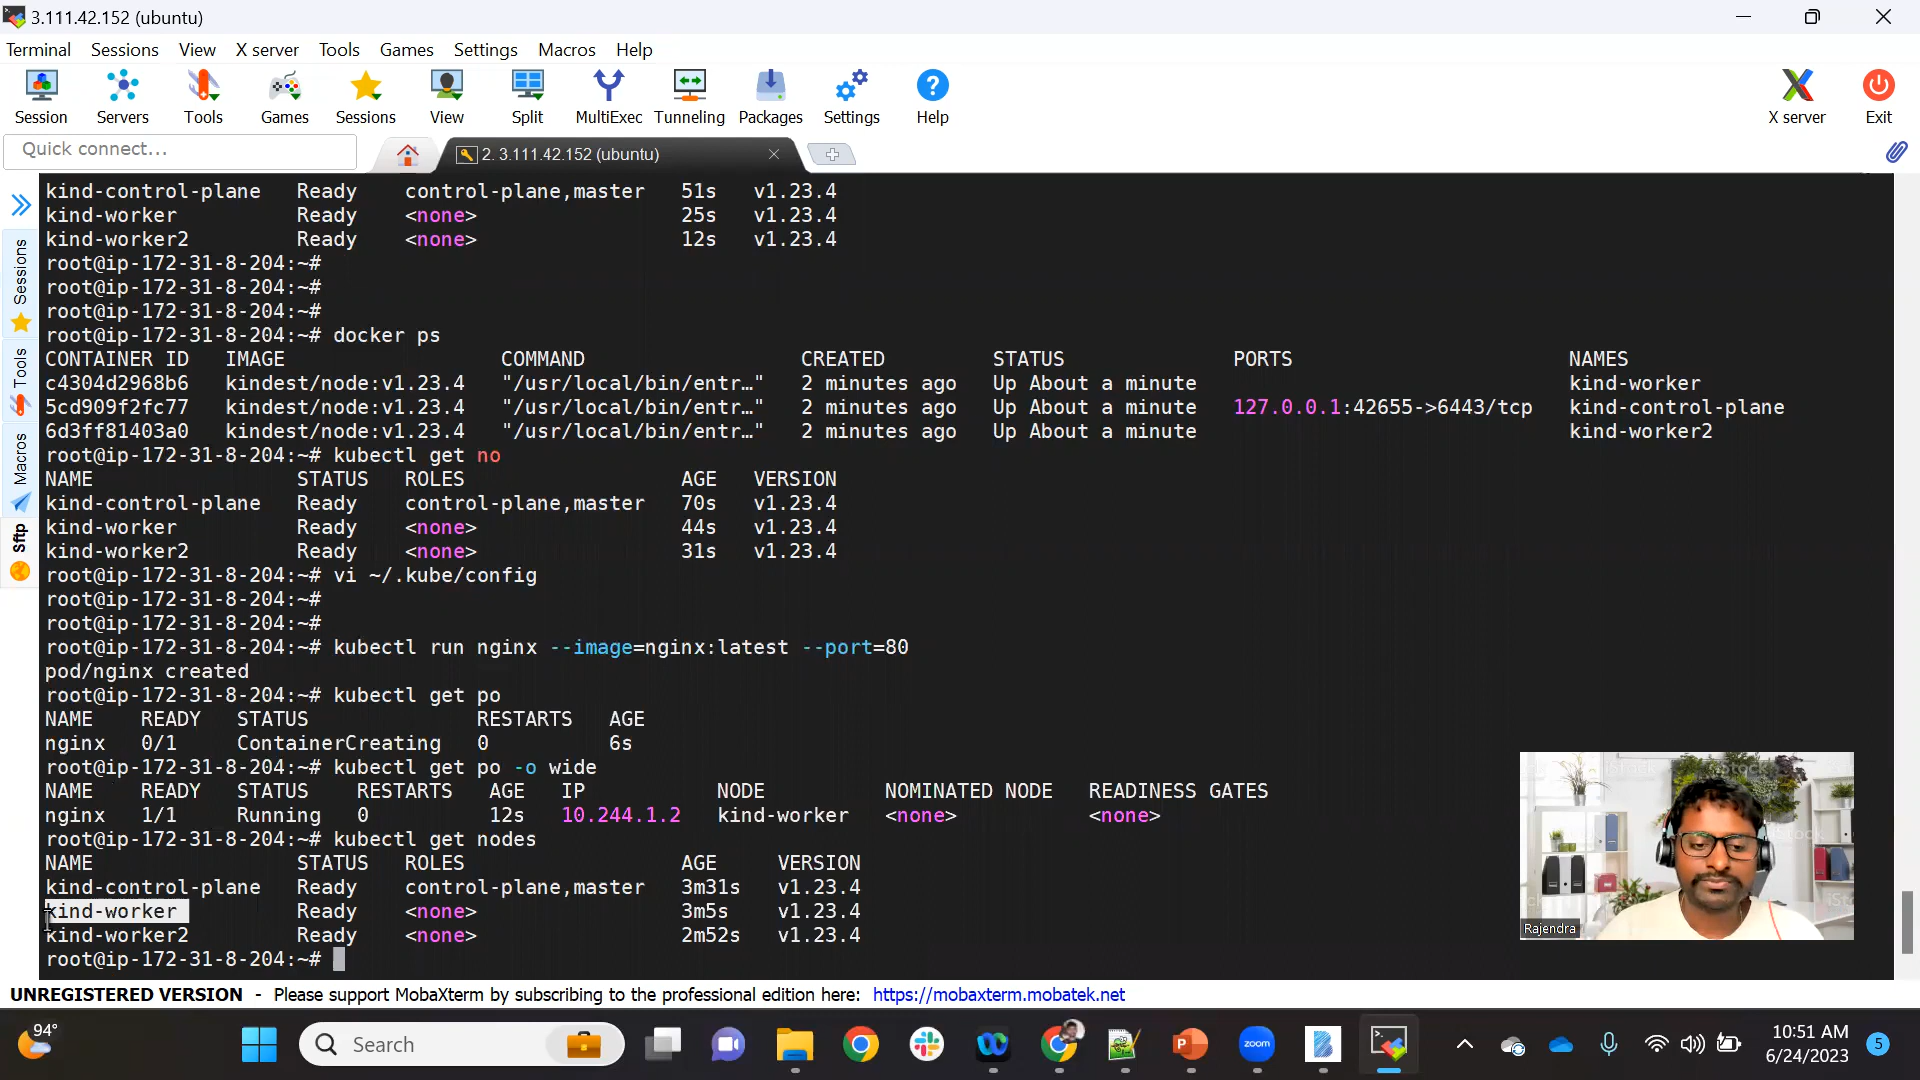 3.111.42.152 (ubuntu)
Terminal Sessions View X server Tools Games Settings Macros Help
Session Servers Tools Games Sessions View Split MultiExec Tunneling Packages Settings Help X server Exit
Quick connect... 2. 3.111.42.152 (ubuntu)
Sessions
Tools
Macros
Sftp
kind-control-plane Ready control-plane,master 51s v1.23.4
kind-worker Ready <none> 25s v1.23.4
kind-worker2 Ready <none> 12s v1.23.4
root@ip-172-31-8-204:~#
root@ip-172-31-8-204:~#
root@ip-172-31-8-204:~#
root@ip-172-31-8-204:~# docker ps
CONTAINER ID IMAGE COMMAND CREATED STATUS PORTS NAMES
c4304d2968b6 kindest/node:v1.23.4 "/usr/local/bin/entr…" 2 minutes ago Up About a minute kind-worker
5cd909f2fc77 kindest/node:v1.23.4 "/usr/local/bin/entr…" 2 minutes ago Up About a minute 127.0.0.1:42655->6443/tcp kind-control-plane
6d3ff81403a0 kindest/node:v1.23.4 "/usr/local/bin/entr…" 2 minutes ago Up About a minute kind-worker2
root@ip-172-31-8-204:~# kubectl get no
NAME STATUS ROLES AGE VERSION
kind-control-plane Ready control-plane,master 70s v1.23.4
kind-worker Ready <none> 44s v1.23.4
kind-worker2 Ready <none> 31s v1.23.4
root@ip-172-31-8-204:~# vi ~/.kube/config
root@ip-172-31-8-204:~#
root@ip-172-31-8-204:~#
root@ip-172-31-8-204:~# kubectl run nginx --image=nginx:latest --port=80
pod/nginx created
root@ip-172-31-8-204:~# kubectl get po
NAME READY STATUS RESTARTS AGE
nginx 0/1 ContainerCreating 0 6s
root@ip-172-31-8-204:~# kubectl get po -o wide
NAME READY STATUS RESTARTS AGE IP NODE NOMINATED NODE READINESS GATES
nginx 1/1 Running 0 12s 10.244.1.2 kind-worker <none> <none>
root@ip-172-31-8-204:~# kubectl get nodes
NAME STATUS ROLES AGE VERSION
kind-control-plane Ready control-plane,master 3m31s v1.23.4
kind-worker Ready <none> 3m5s v1.23.4
kind-worker2 Ready <none> 2m52s v1.23.4
root@ip-172-31-8-204:~#
Rajendra
UNREGISTERED VERSION - Please support MobaXterm by subscribing to the professional edition here: https://mobaxterm.mobatek.net
94°
Search
zoom
10:51 AM
6/24/2023
5